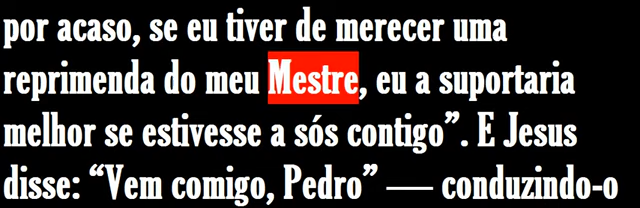 por acaso, se eu tiver de merecer uma
reprimenda do meu Mestre, eu a suportaria
melhor se estivesse a sós contigo”. E Jesus
disse: “Vem comigo, Pedro” — conduzindo-o